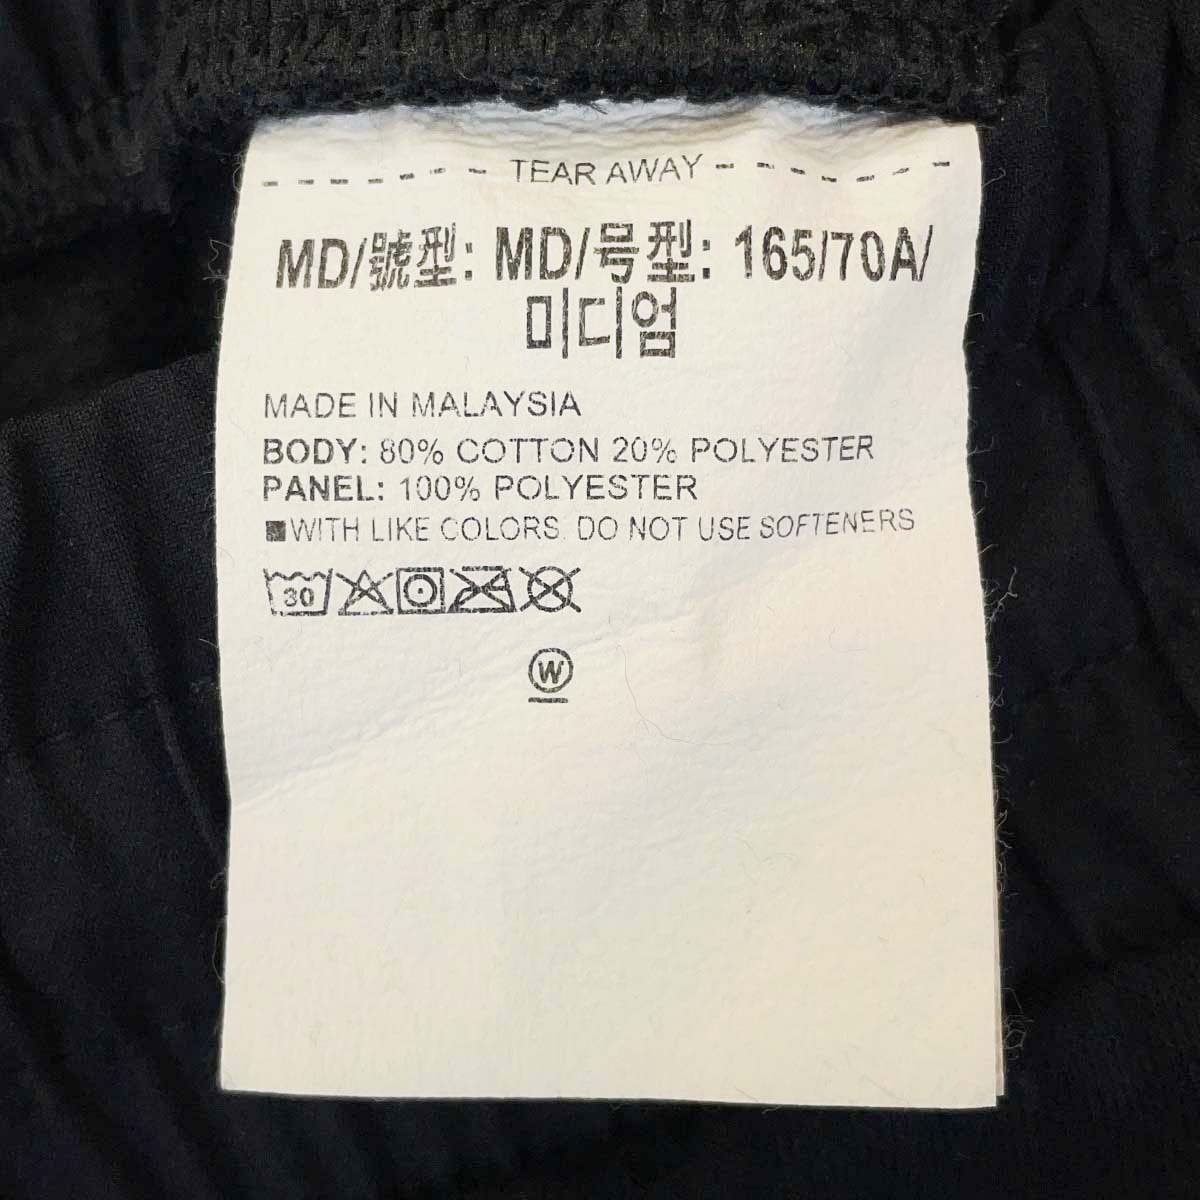 TEAR AWAY
MD/號型: MD/号型: 165/70A/
미디엄
MADE IN MALAYSIA
BODY: 80% COTTON 20% POLYESTER
PANEL: 100% POLYESTER
■WITH LIKE COLORS. DO NOT USE SOFTENERS
30
W